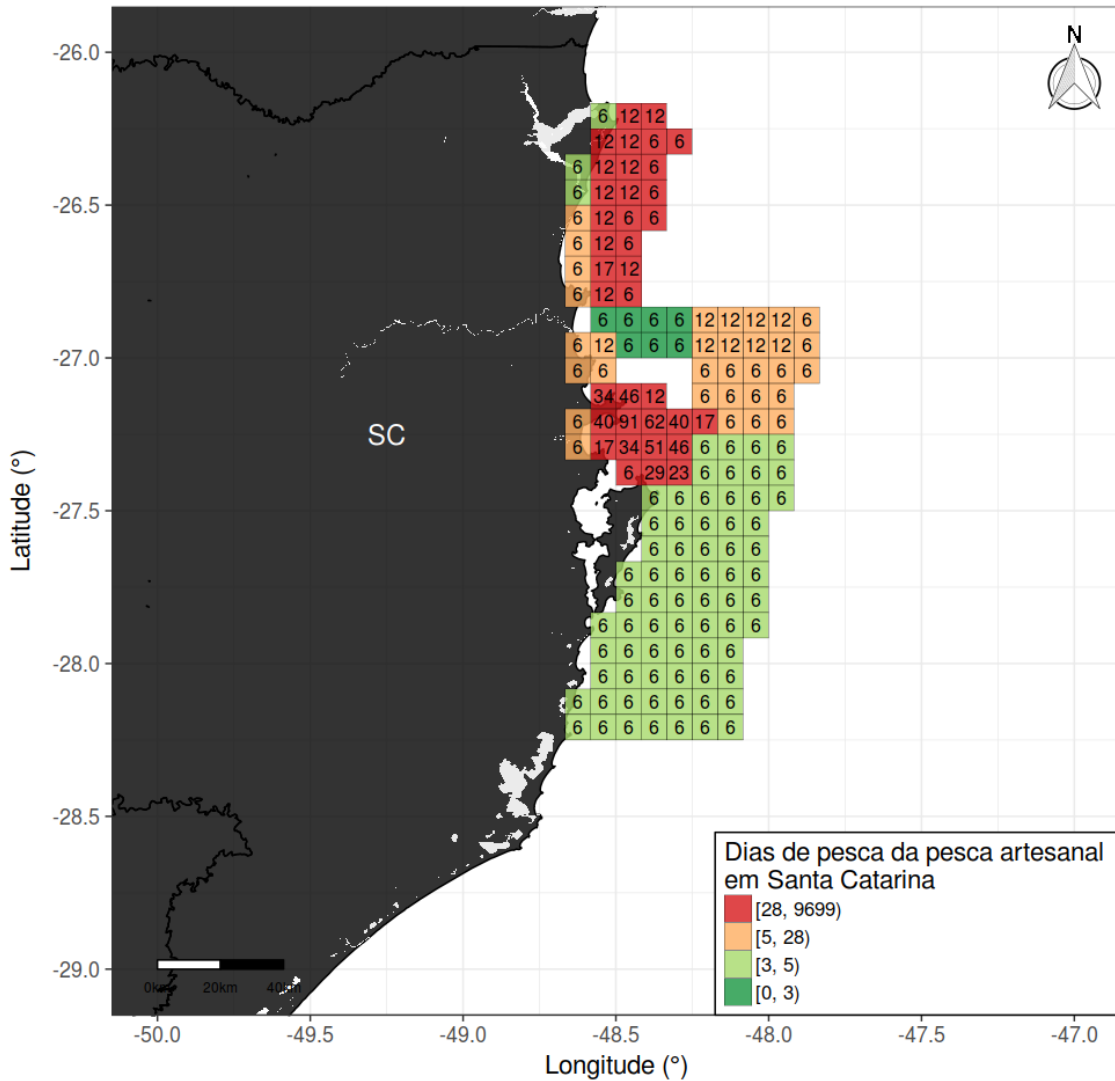 N
-26.0
6 12 12
12 12 6 6
6 12 12 6
6 12 12 6
-26.5
6 12 6 6
6 12 6
6 17 12
6 12 6
6 6 6 6 12 12 12 12 6
6 12 6 6 6 12 12 12 12 6
-27.0
6 6 6 6 6 6 6
34 46 12 6 6 6 6
6 40 91 62 40 17 6 6 6
SC
6 17 34 51 46 6 6 6 6
6 29 23 6 6 6 6
6 6 6 6 6 6
-27.5
6 6 6 6 6
6 6 6 6 6
6 6 6 6 6 6
6 6 6 6 6 6
6 6 6 6 6 6 6
6 6 6 6 6 6
-28.0
6 6 6 6 6 6
6 6 6 6 6 6 6
6 6 6 6 6 6 6
-28.5
-29.0
Latitude (°)
Dias de pesca da pesca artesanal
em Santa Catarina
[28, 9699)
[5, 28)
[3, 5)
[0, 3)
0km 20km 40km
-50.0 -49.5 -49.0 -48.5 -48.0 -47.5 -47.0
Longitude (°)